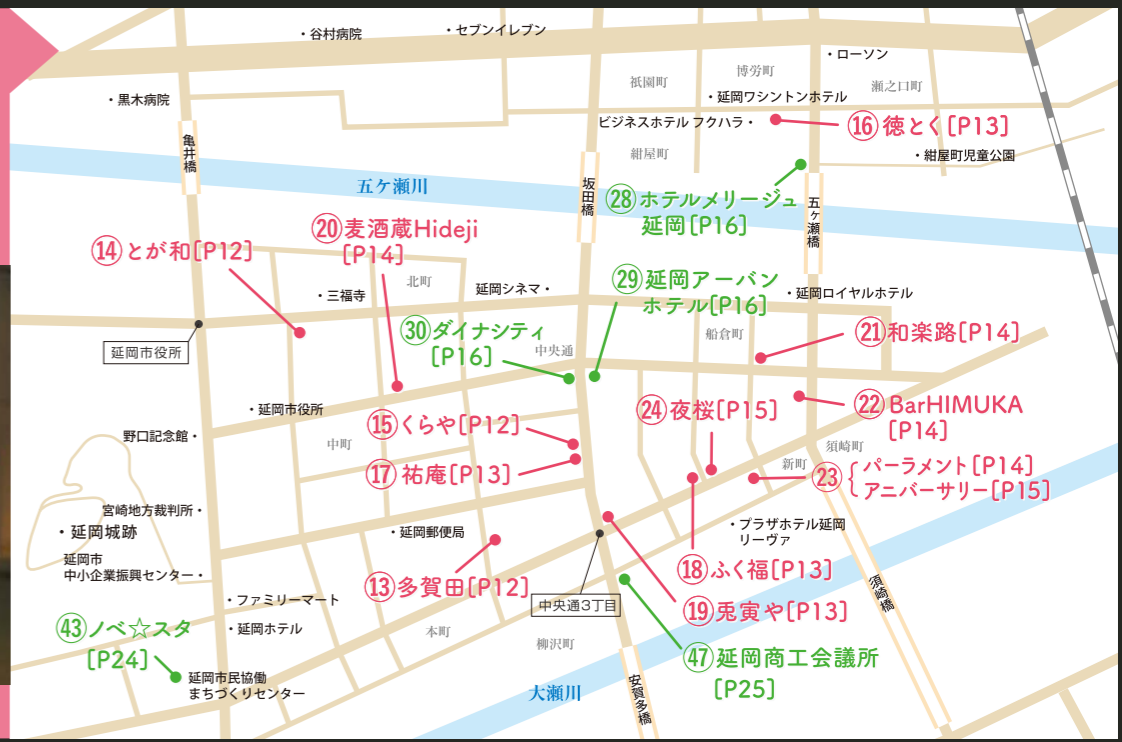 ・谷村病院
・セブンイレブン
・ローソン
祇園町
博労町
瀬之口町
・黒木病院
・延岡ワシントンホテル
ビジネスホテル フクハラ・
⑯ 徳とく[P13]
亀井橋
紺屋町
・紺屋町児童公園
五ケ瀬川
坂田橋
㉘ホテルメリージュ
延岡[P16]
五ヶ瀬橋
⑳麦酒蔵Hideji
[P14]
⑭とが和[P12]
北町
延岡シネマ・
㉙延岡アーバン
ホテル[P16]
・三福寺
・延岡ロイヤルホテル
延岡市役所
㉚ダイナシティ
[P16]
中央通
船倉町
㉑和楽路[P14]
・延岡市役所
⑮くらや[P12]
㉔夜桜[P15]
㉒BarHIMUKA
[P14]
野口記念館・
中町
⑰祐庵[P13]
須崎町
新町
㉓パーラメント[P14]
アニバーサリー[P15]
宮崎地方裁判所・
・延岡城跡
・延岡郵便局
・プラザホテル延岡
リーヴァ
延岡市
中小企業振興センター・
⑬多賀田[P12]
⑱ふく福[P13]
須崎橋
・ファミリーマート
中央通3丁目
⑲兎寅や[P13]
㊸ノベ☆スタ
[P24]
・延岡ホテル
本町
柳沢町
㊼延岡商工会議所
[P25]
延岡市民協働
まちづくりセンター
大瀬川
安賀多橋